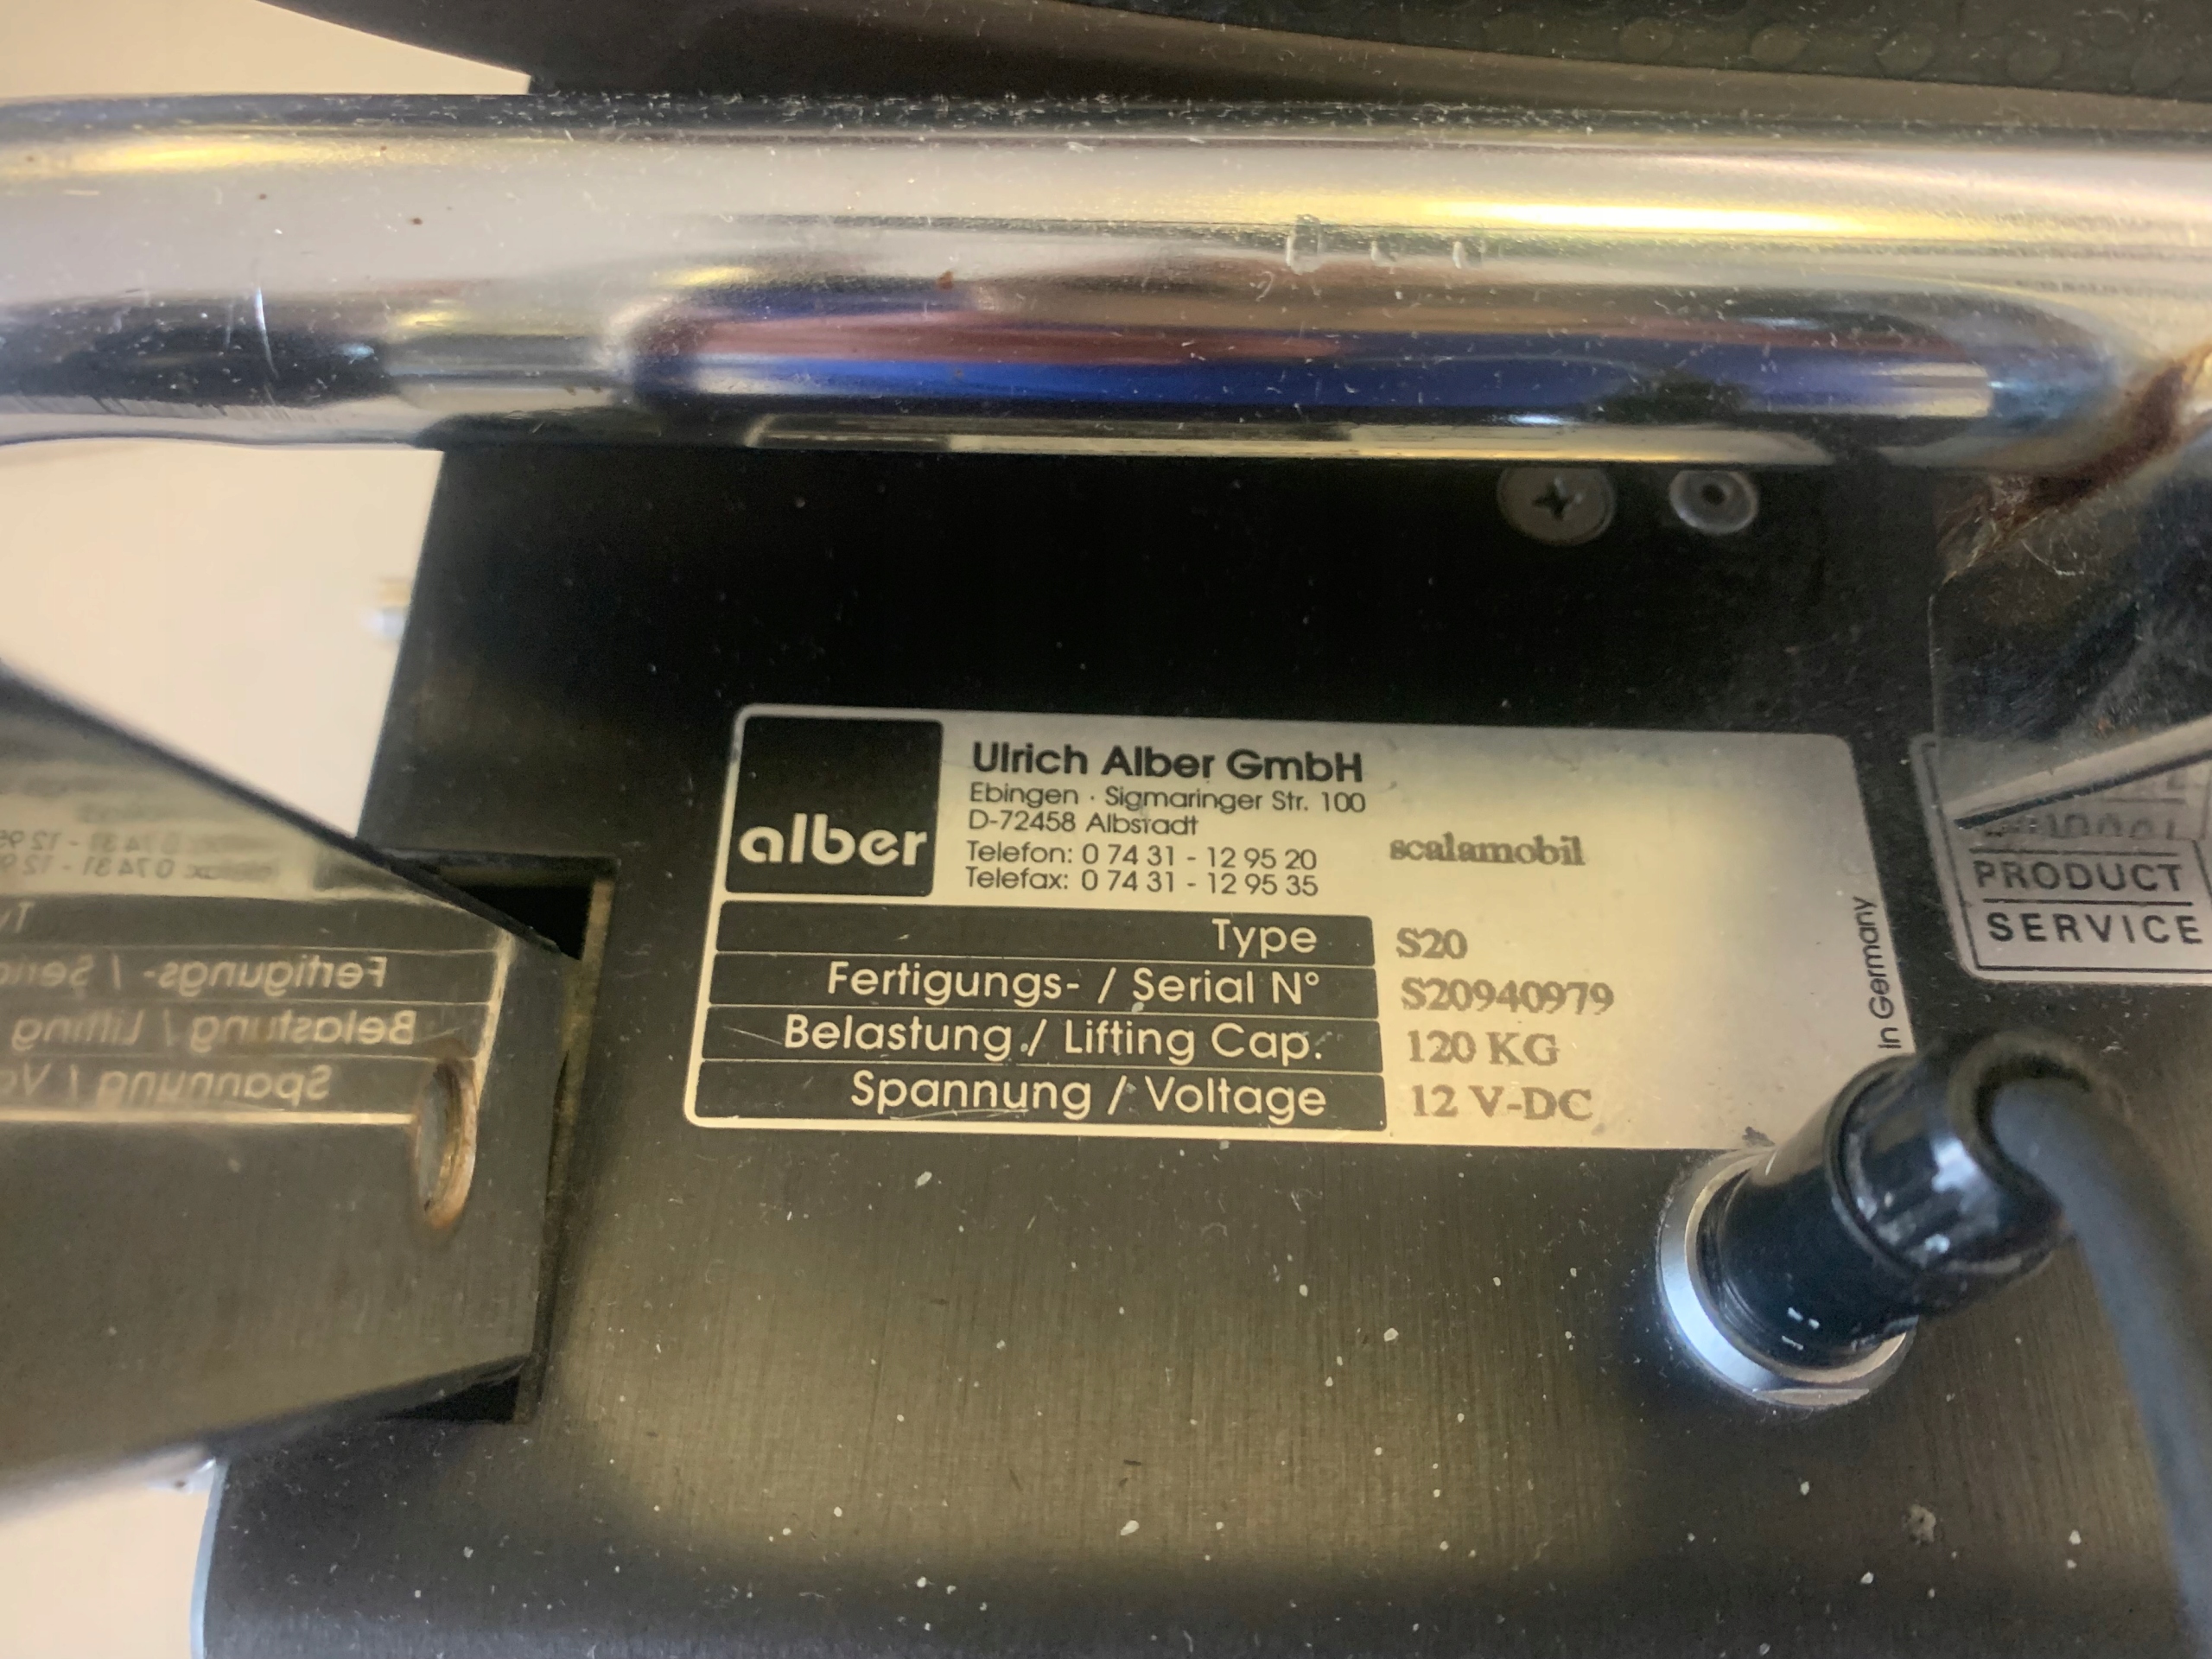 alber
Ulrich Alber GmbH
Ebingen · Sigmaringer Str. 100
D-72458 Albstadt
Telefon: 0 74 31 - 12 95 20
Telefax: 0 74 31 - 12 95 35
scalamobil
Type S20
Fertigungs- / Serial N° S20940979
Belastung / Lifting Cap. 120 KG
Spannung / Voltage 12 V-DC
in Germany
PRODUCT
SERVICE